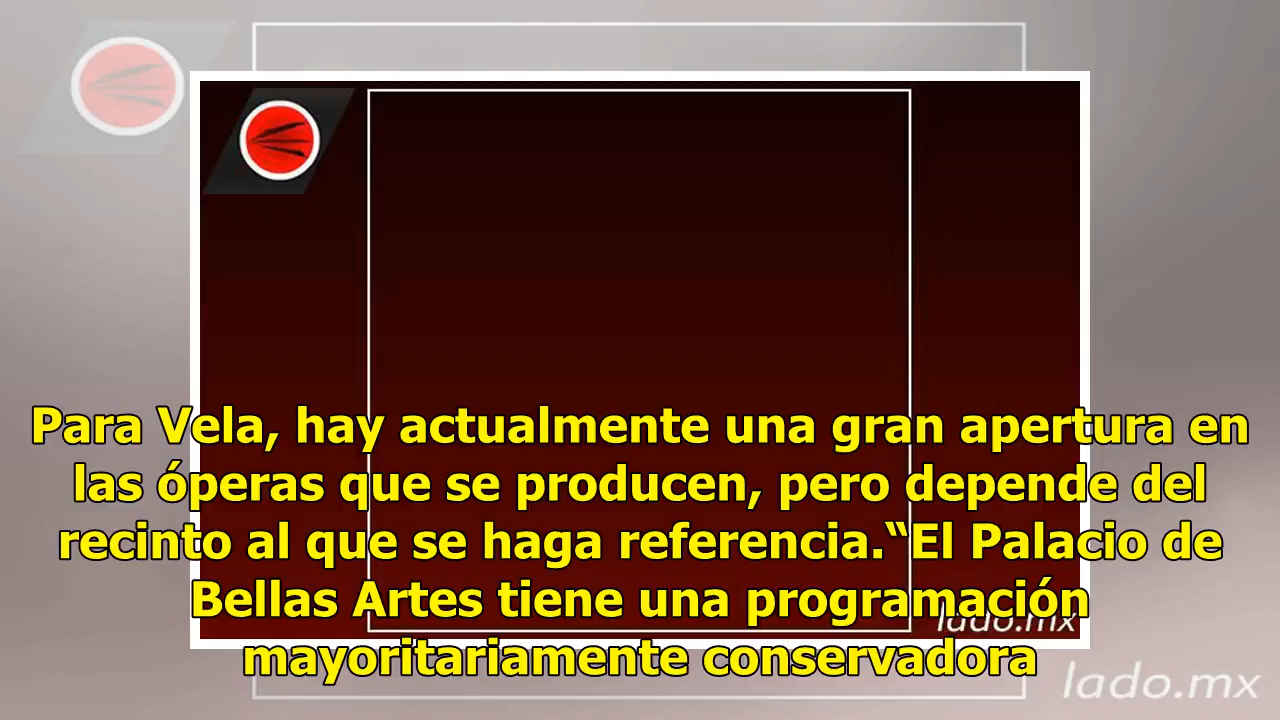 Para Vela, hay actualmente una gran apertura en
las óperas que se producen, pero depende del
recinto al que se haga referencia.“El Palacio de
Bellas Artes tiene una programación
lado.mx
mayoritariamente conservadora
lado.mx